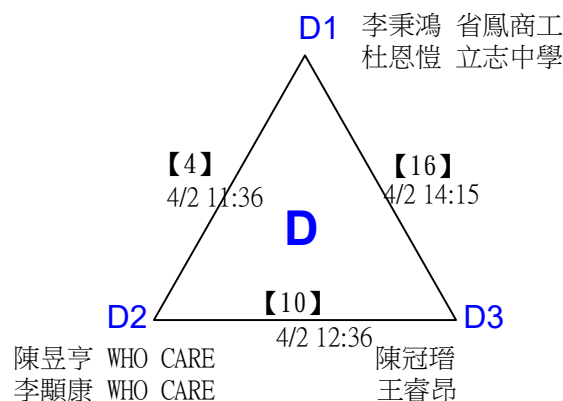 D1 李秉鴻 省鳳商工
杜恩愷 立志中學
【4】
4/2 11:36
【16】
4/2 14:15
D
【10】
4/2 12:36
D2
D3
陳昱亨 WHO CARE
李顒康 WHO CARE
陳冠瑨
王睿昂